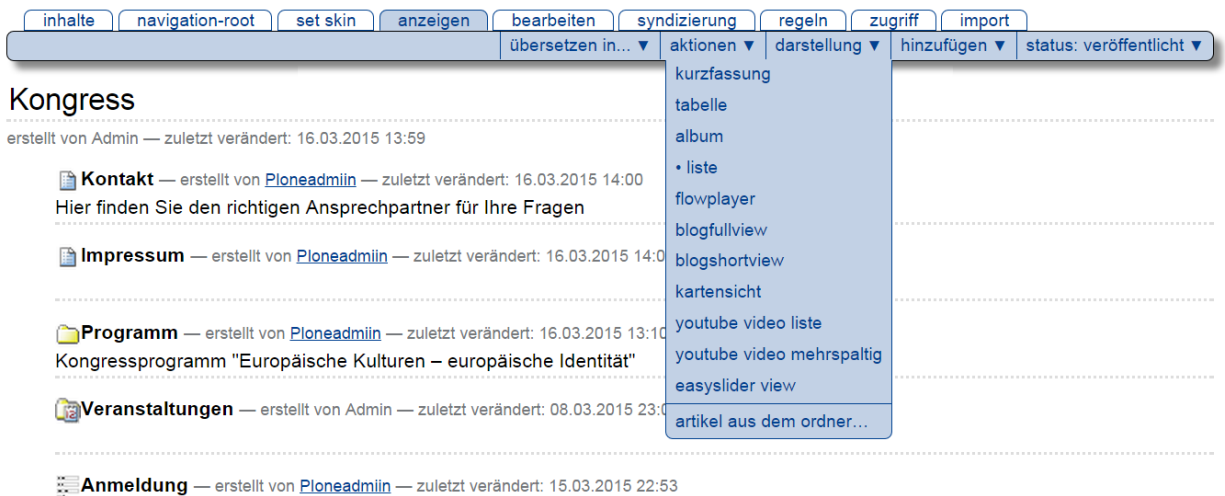 inhalte navigation-root set skin anzeigen bearbeiten syndizierung regeln zugriff import
übersetzen in... ▼ aktionen ▼ darstellung ▼ hinzufügen ▼ status: veröffentlicht ▼
kurzfassung
tabelle
album
• liste
flowplayer
blogfullview
blogshortview
kartensicht
youtube video liste
youtube video mehrspaltig
easyslider view
artikel aus dem ordner...
Kongress
erstellt von Admin — zuletzt verändert: 16.03.2015 13:59
Kontakt — erstellt von Ploneadmiin — zuletzt verändert: 16.03.2015 14:00
Hier finden Sie den richtigen Ansprechpartner für Ihre Fragen
Impressum — erstellt von Ploneadmiin — zuletzt verändert: 16.03.2015 14:0
Programm — erstellt von Ploneadmiin — zuletzt verändert: 16.03.2015 13:10
Kongressprogramm "Europäische Kulturen – europäische Identität"
Veranstaltungen — erstellt von Admin — zuletzt verändert: 08.03.2015 23:0
Anmeldung — erstellt von Ploneadmiin — zuletzt verändert: 15.03.2015 22:53